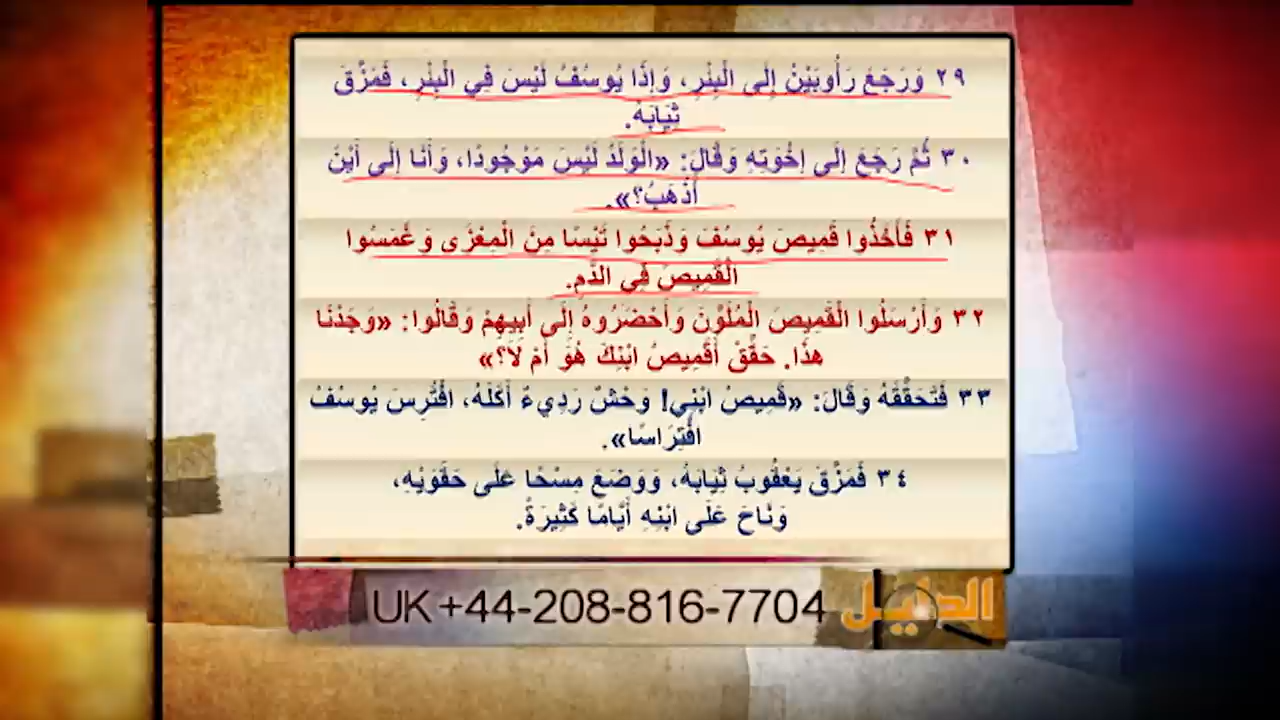 ٢٩ وَرَجَعَ رَأُوبَيْنُ إِلَى الْبِئْرِ، وَإِذَا يُوسُفُ لَيْسَ فِي الْبِئْرِ، فَمَزَّقَ
ثِيَابَهُ.
٣٠ ثُمَّ رَجَعَ إِلَى إِخْوَتِهِ وَقَالَ: «الْوَلَدُ لَيْسَ مَوْجُودًا، وَأَنَا إِلَى أَيْنَ
أَذْهَبُ؟».
٣١ فَأَخَذُوا قَمِيصَ يُوسُفَ وَذَبَحُوا تَيْسًا مِنَ الْمِعْزَى وَغَمَسُوا
الْقَمِيصَ فِي الدَّمِ.
٣٢ وَأَرْسَلُوا الْقَمِيصَ الْمُلَوَّنَ وَأَحْضَرُوهُ إِلَى أَبِيهِمْ وَقَالُوا: «وَجَدْنَا
هذَا. حَقِّقْ أَقَمِيصُ ابْنِكَ هُوَ أَمْ لاَ؟»
٣٣ فَتَحَقَّقَهُ وَقَالَ: «قَمِيصُ ابْنِي! وَحْشٌ رَدِيءٌ أَكَلَهُ، افْتُرِسَ يُوسُفُ
افْتِرَاسًا».
٣٤ فَمَزَّقَ يَعْقُوبُ ثِيَابَهُ، وَوَضَعَ مِسْحًا عَلَى حَقَوَيْهِ،
وَنَاحَ عَلَى ابْنِهِ أَيَّامًا كَثِيرَةً.
UK +44-208-816-7704 الدليل